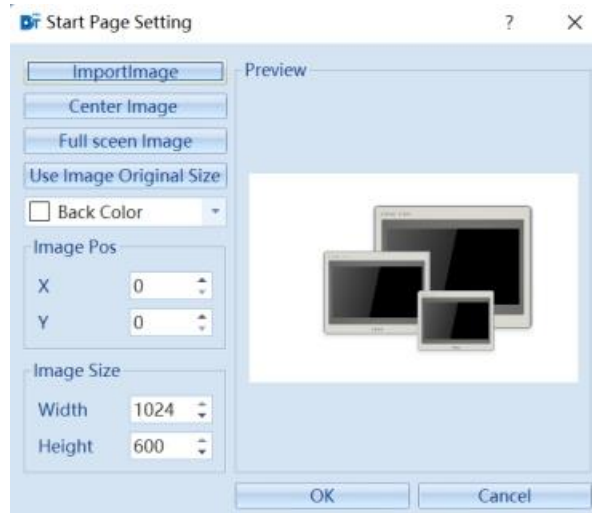 Start Page Setting
ImportImage
Center Image
Full sceen Image
Use Image Original Size
Back Color
Image Pos
X 0
Y 0
Image Size
Width 1024
Height 600
Preview
OK
Cancel